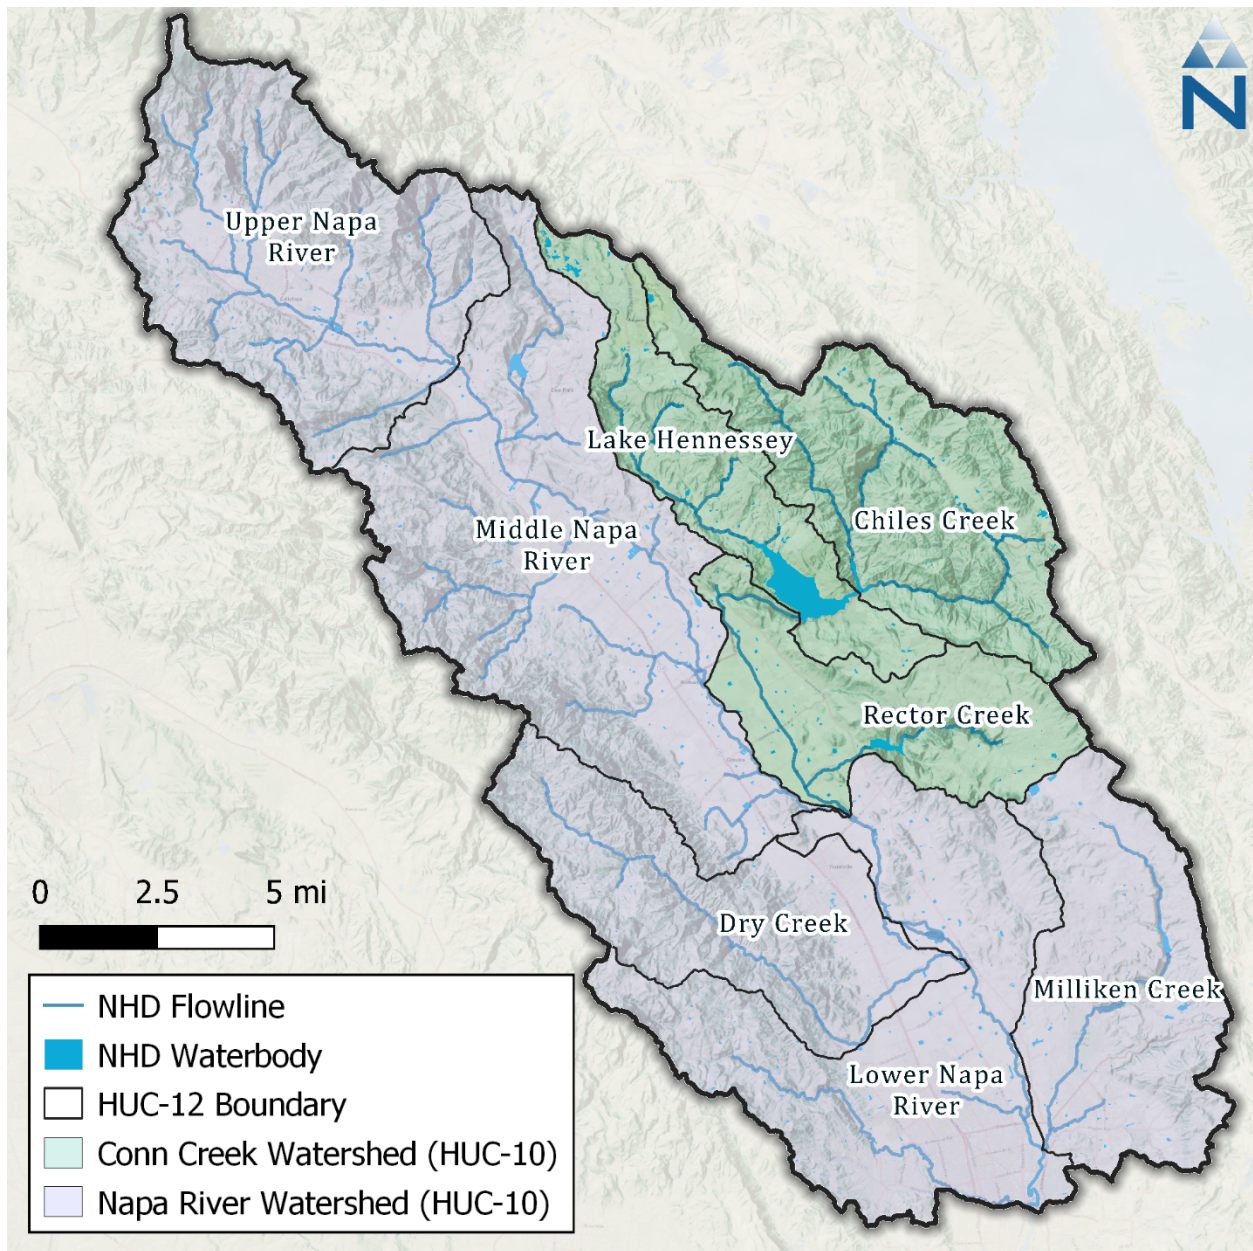 N
Upper Napa
River
Lake Hennessey
Chiles Creek
Middle Napa
River
Rector Creek
Dry Creek
Milliken Creek
Lower Napa
River
0 2.5 5 mi
NHD Flowline
NHD Waterbody
HUC-12 Boundary
Conn Creek Watershed (HUC-10)
Napa River Watershed (HUC-10)